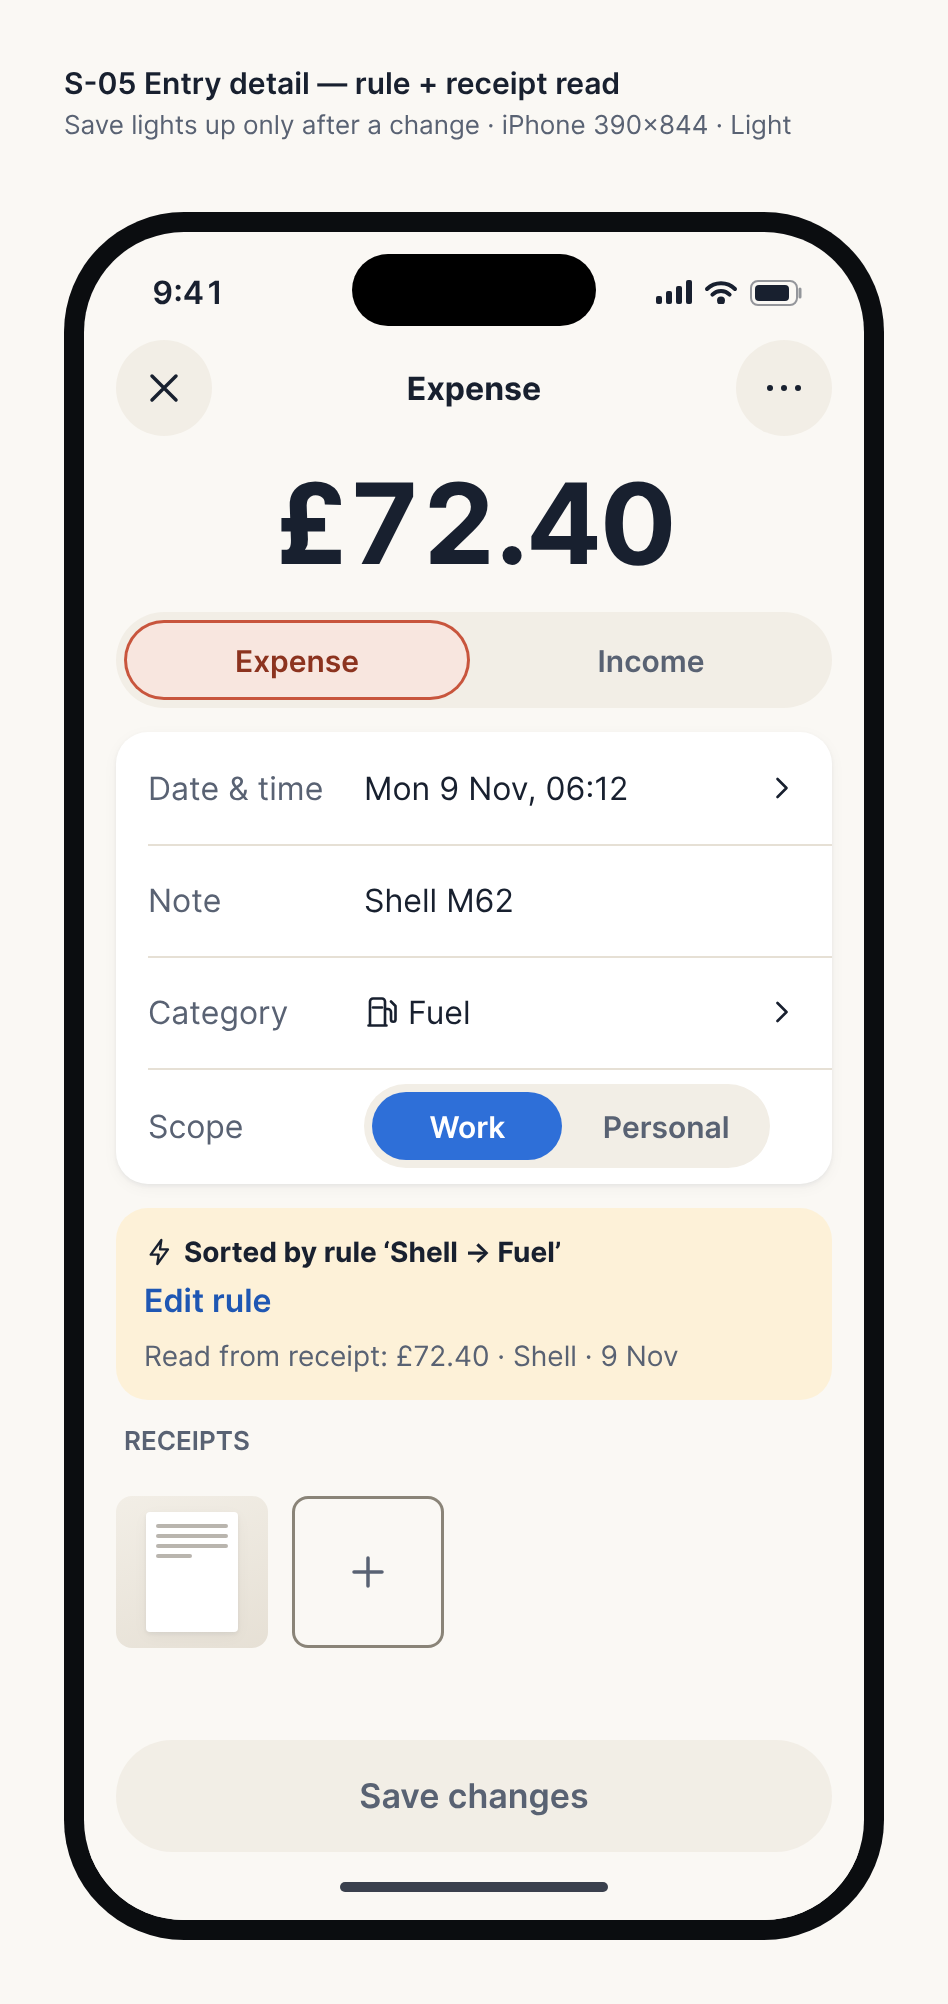 S-05 Entry detail — rule + receipt read
Save lights up only after a change · iPhone 390×844 · Light
9:41
Expense
£72.40
Expense Income
Date & time Mon 9 Nov, 06:12
Note Shell M62
Category Fuel
Scope Work Personal
Sorted by rule ‘Shell → Fuel’
Edit rule
Read from receipt: £72.40 · Shell · 9 Nov
RECEIPTS
Save changes